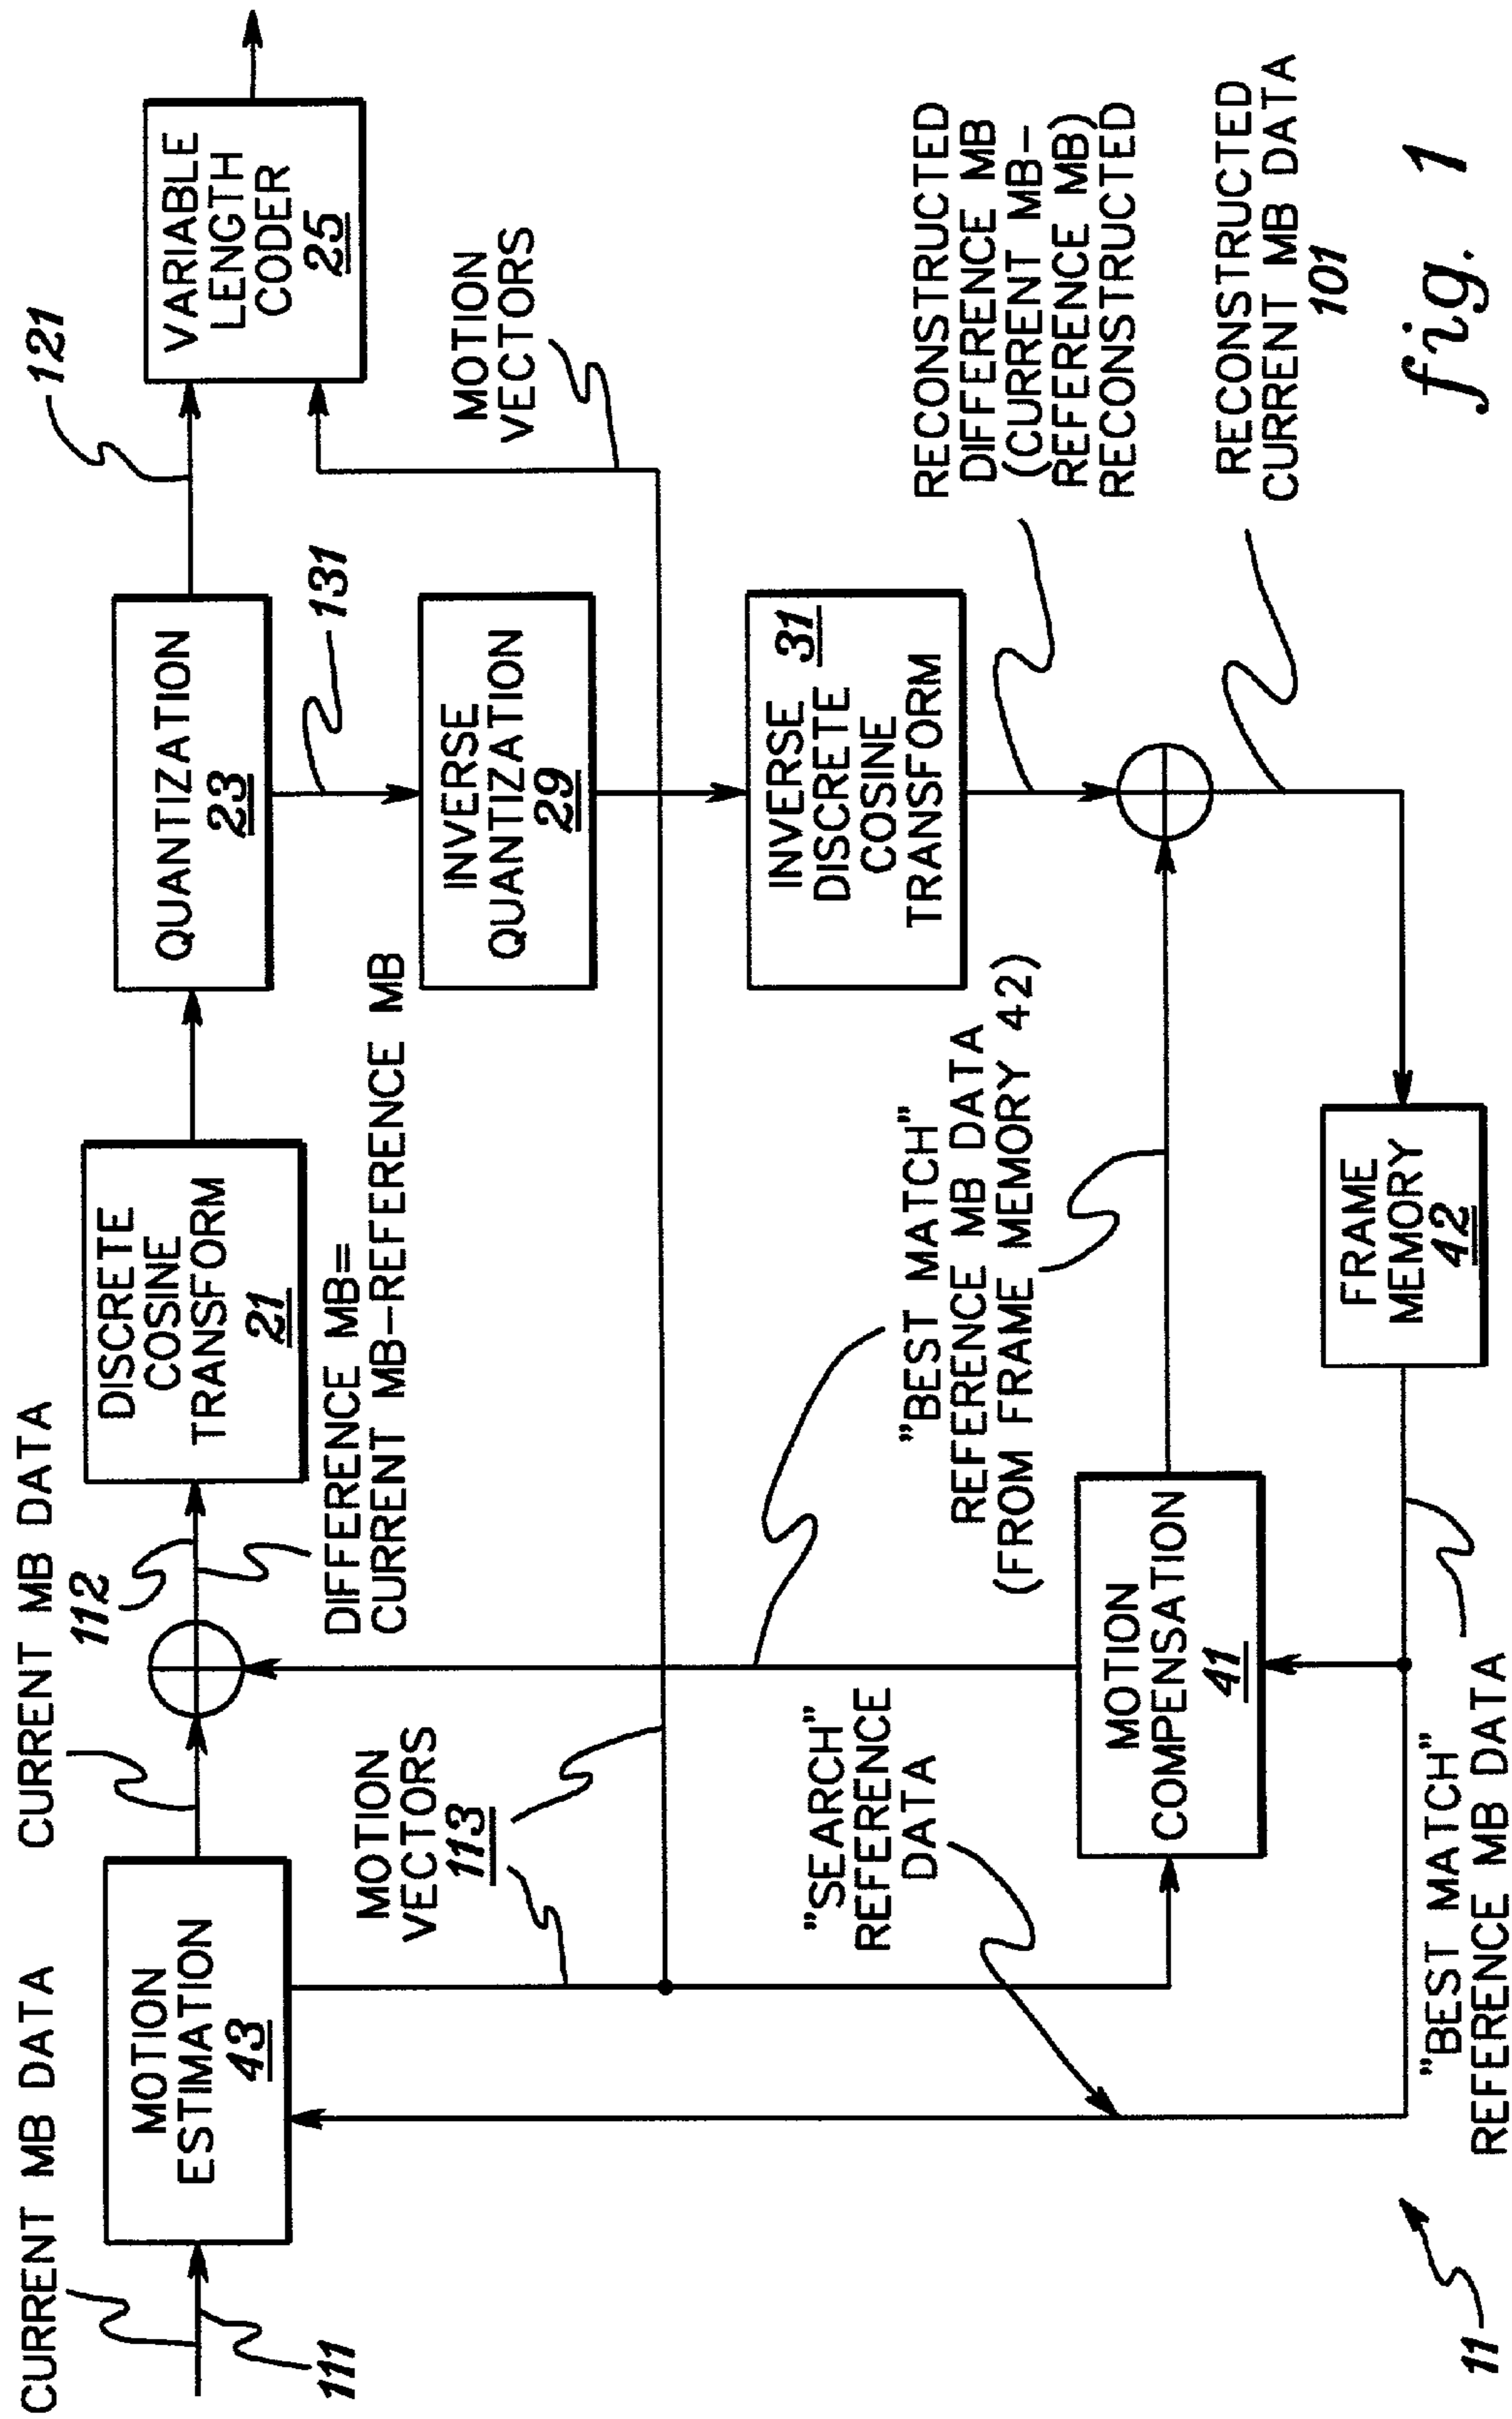 CURRENT MB DATA
CURRENT MB DATA
111
MOTION
ESTIMATION
43
112
DIFFERENCE MB=
CURRENT MB-REFERENCE MB
DISCRETE
COSINE
TRANSFORM
21
QUANTIZATION
23
121
VARIABLE
LENGTH
CODER
25
131
MOTION
VECTORS
MOTION
VECTORS
113
INVERSE
QUANTIZATION
29
"SEARCH"
REFERENCE
DATA
"BEST MATCH"
REFERENCE MB DATA
(FROM FRAME MEMORY 42)
INVERSE
DISCRETE 31
COSINE
TRANSFORM
RECONSTRUCTED
DIFFERENCE MB
(CURRENT MB-
REFERENCE MB)
RECONSTRUCTED
MOTION
COMPENSATION
41
RECONSTRUCTED
CURRENT MB DATA
101
FRAME
MEMORY
42
"BEST MATCH"
REFERENCE MB DATA
11
fig. 1